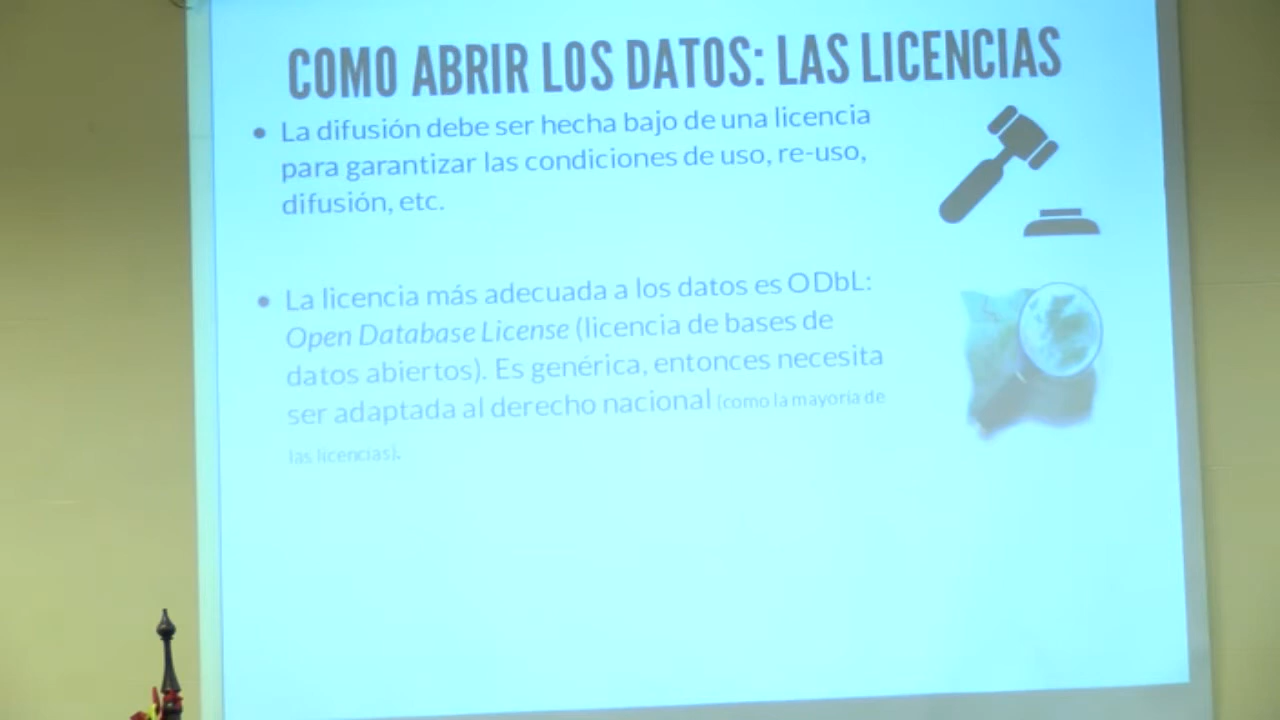 COMO ABRIR LOS DATOS: LAS LICENCIAS
• La difusión debe ser hecha bajo de una licencia
para garantizar las condiciones de uso, re-uso,
difusión, etc.
• La licencia más adecuada a los datos es ODbL:
Open Database License (licencia de bases de
datos abiertos). Es genérica, entonces necesita
ser adaptada al derecho nacional (como la mayoría de
las licencias).